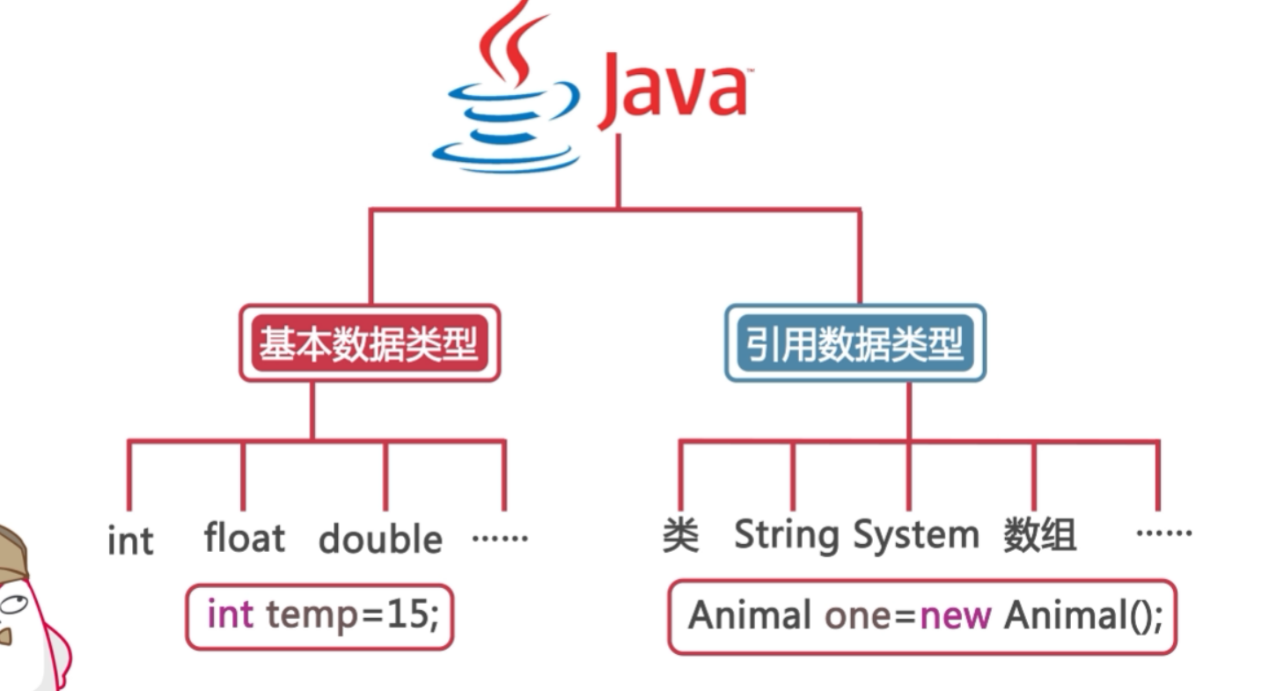 Java™
基本数据类型 引用数据类型
int float double ······ 类 String System 数组 ······
int temp=15; Animal one=new Animal();